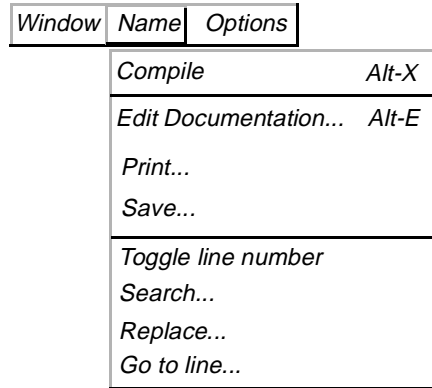 Window Name Options
Compile Alt-X
Edit Documentation... Alt-E
Print...
Save...
Toggle line number
Search...
Replace...
Go to line...